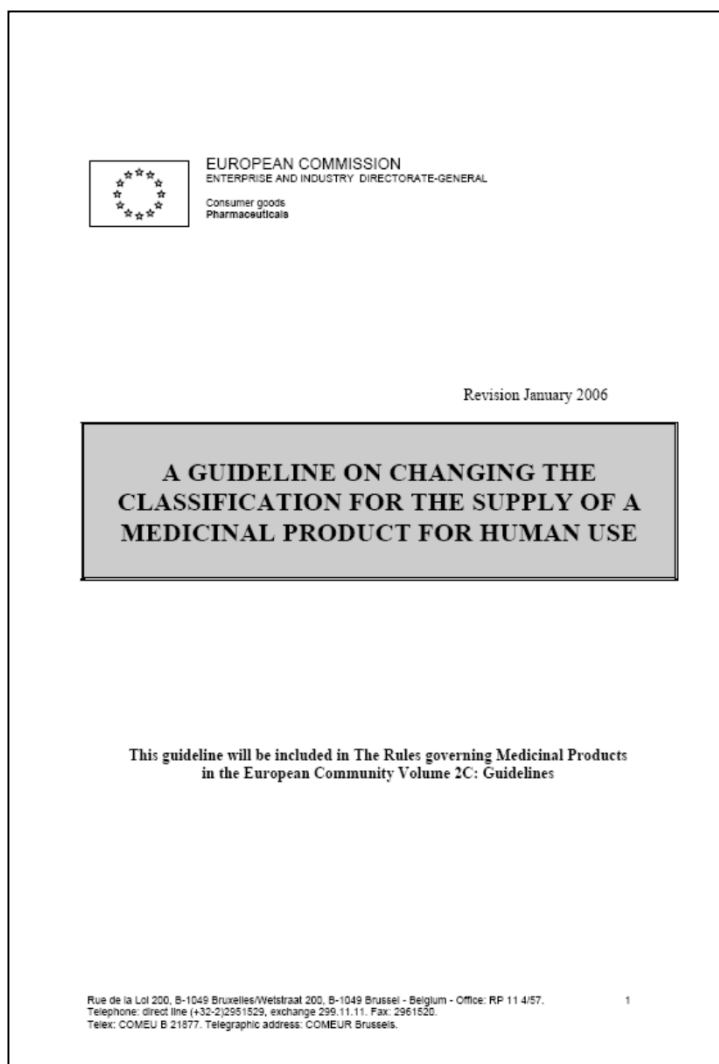 EUROPEAN COMMISSION
ENTERPRISE AND INDUSTRY DIRECTORATE-GENERAL
Consumer goods
Pharmaceuticals
Revision January 2006
A GUIDELINE ON CHANGING THE
CLASSIFICATION FOR THE SUPPLY OF A
MEDICINAL PRODUCT FOR HUMAN USE
This guideline will be included in The Rules governing Medicinal Products
in the European Community Volume 2C: Guidelines
Rue de la Loi 200, B-1049 Bruxelles/Wetstraat 200, B-1049 Brussel - Belgium - Office: RP 11 4/57. 1
Telephone: direct line (+32-2)2951529, exchange 299.11.11. Fax: 2961520.
Telex: COMEU B 21877. Telegraphic address: COMEUR Brussels.